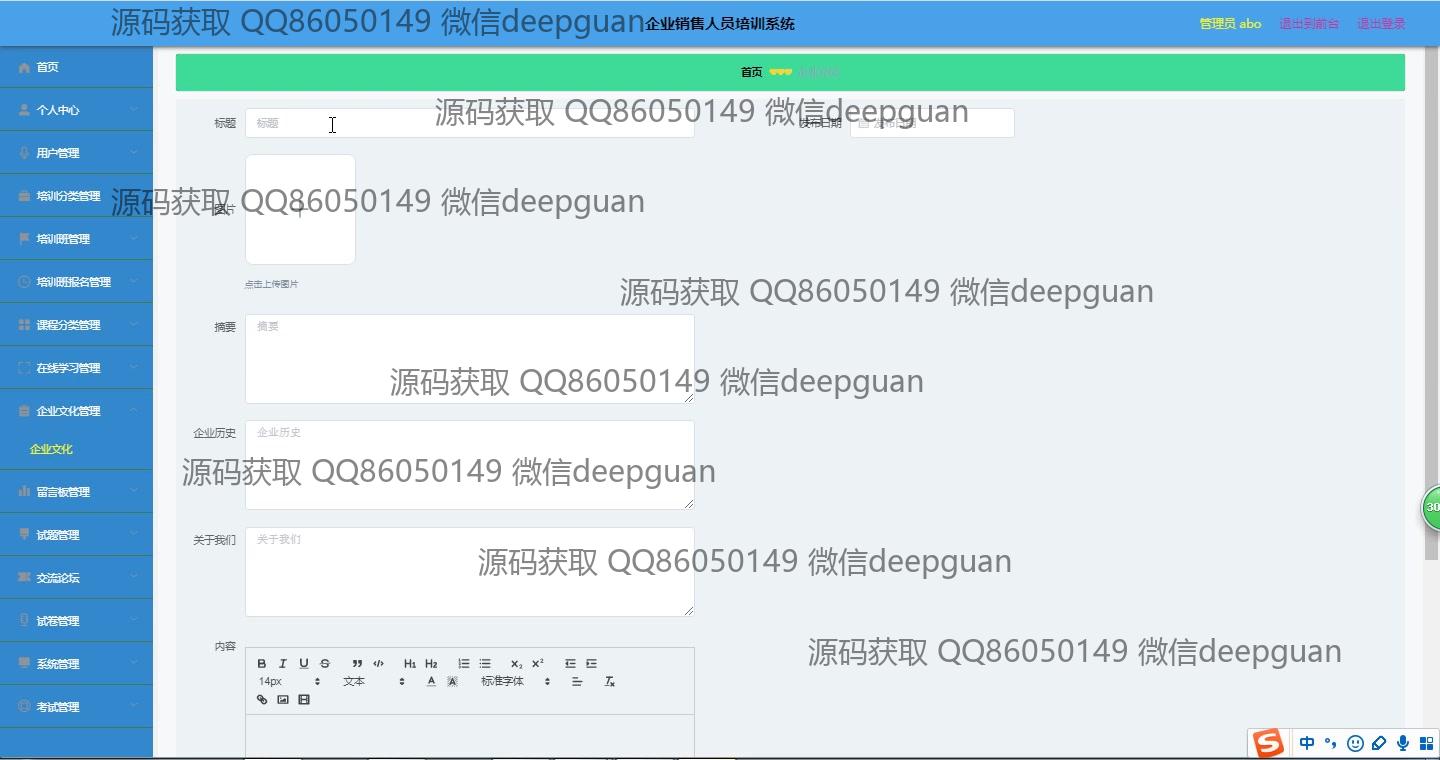 企业销售人员培训系统
管理员 abo
退出到前台
退出登录
源码获取 QQ86050149 微信deepguan
首页
个人中心
用户管理
培训分类管理
培训班管理
培训班报名管理
课程分类管理
在线学习管理
企业文化管理
企业文化
留言板管理
试题管理
交流论坛
试卷管理
系统管理
考试管理
首页
企业文化
标题
标题
发布日期
发布日期
源码获取 QQ86050149 微信deepguan
图片
源码获取 QQ86050149 微信deepguan
点击上传图片
源码获取 QQ86050149 微信deepguan
摘要
摘要
源码获取 QQ86050149 微信deepguan
企业历史
企业历史
源码获取 QQ86050149 微信deepguan
关于我们
关于我们
源码获取 QQ86050149 微信deepguan
内容
B I U S H1 H2 X2 X2
14px 文本 A A 标准字体 Tx
源码获取 QQ86050149 微信deepguan
30
S 中